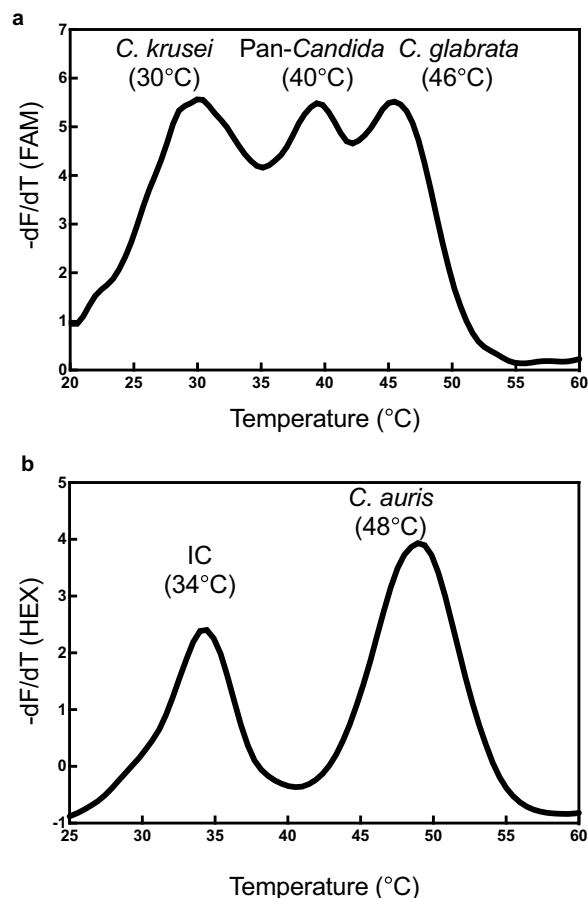 a
C. krusei Pan-Candida C. glabrata
(30°C) (40°C) (46°C)
7
6
5
4
3
2
1
0
-dF/dT (FAM)
20 25 30 35 40 45 50 55 60
Temperature (°C)
b
C. auris
(48°C)
IC
(34°C)
5
4
3
2
1
0
-1
-dF/dT (HEX)
25 30 35 40 45 50 55 60
Temperature (°C)